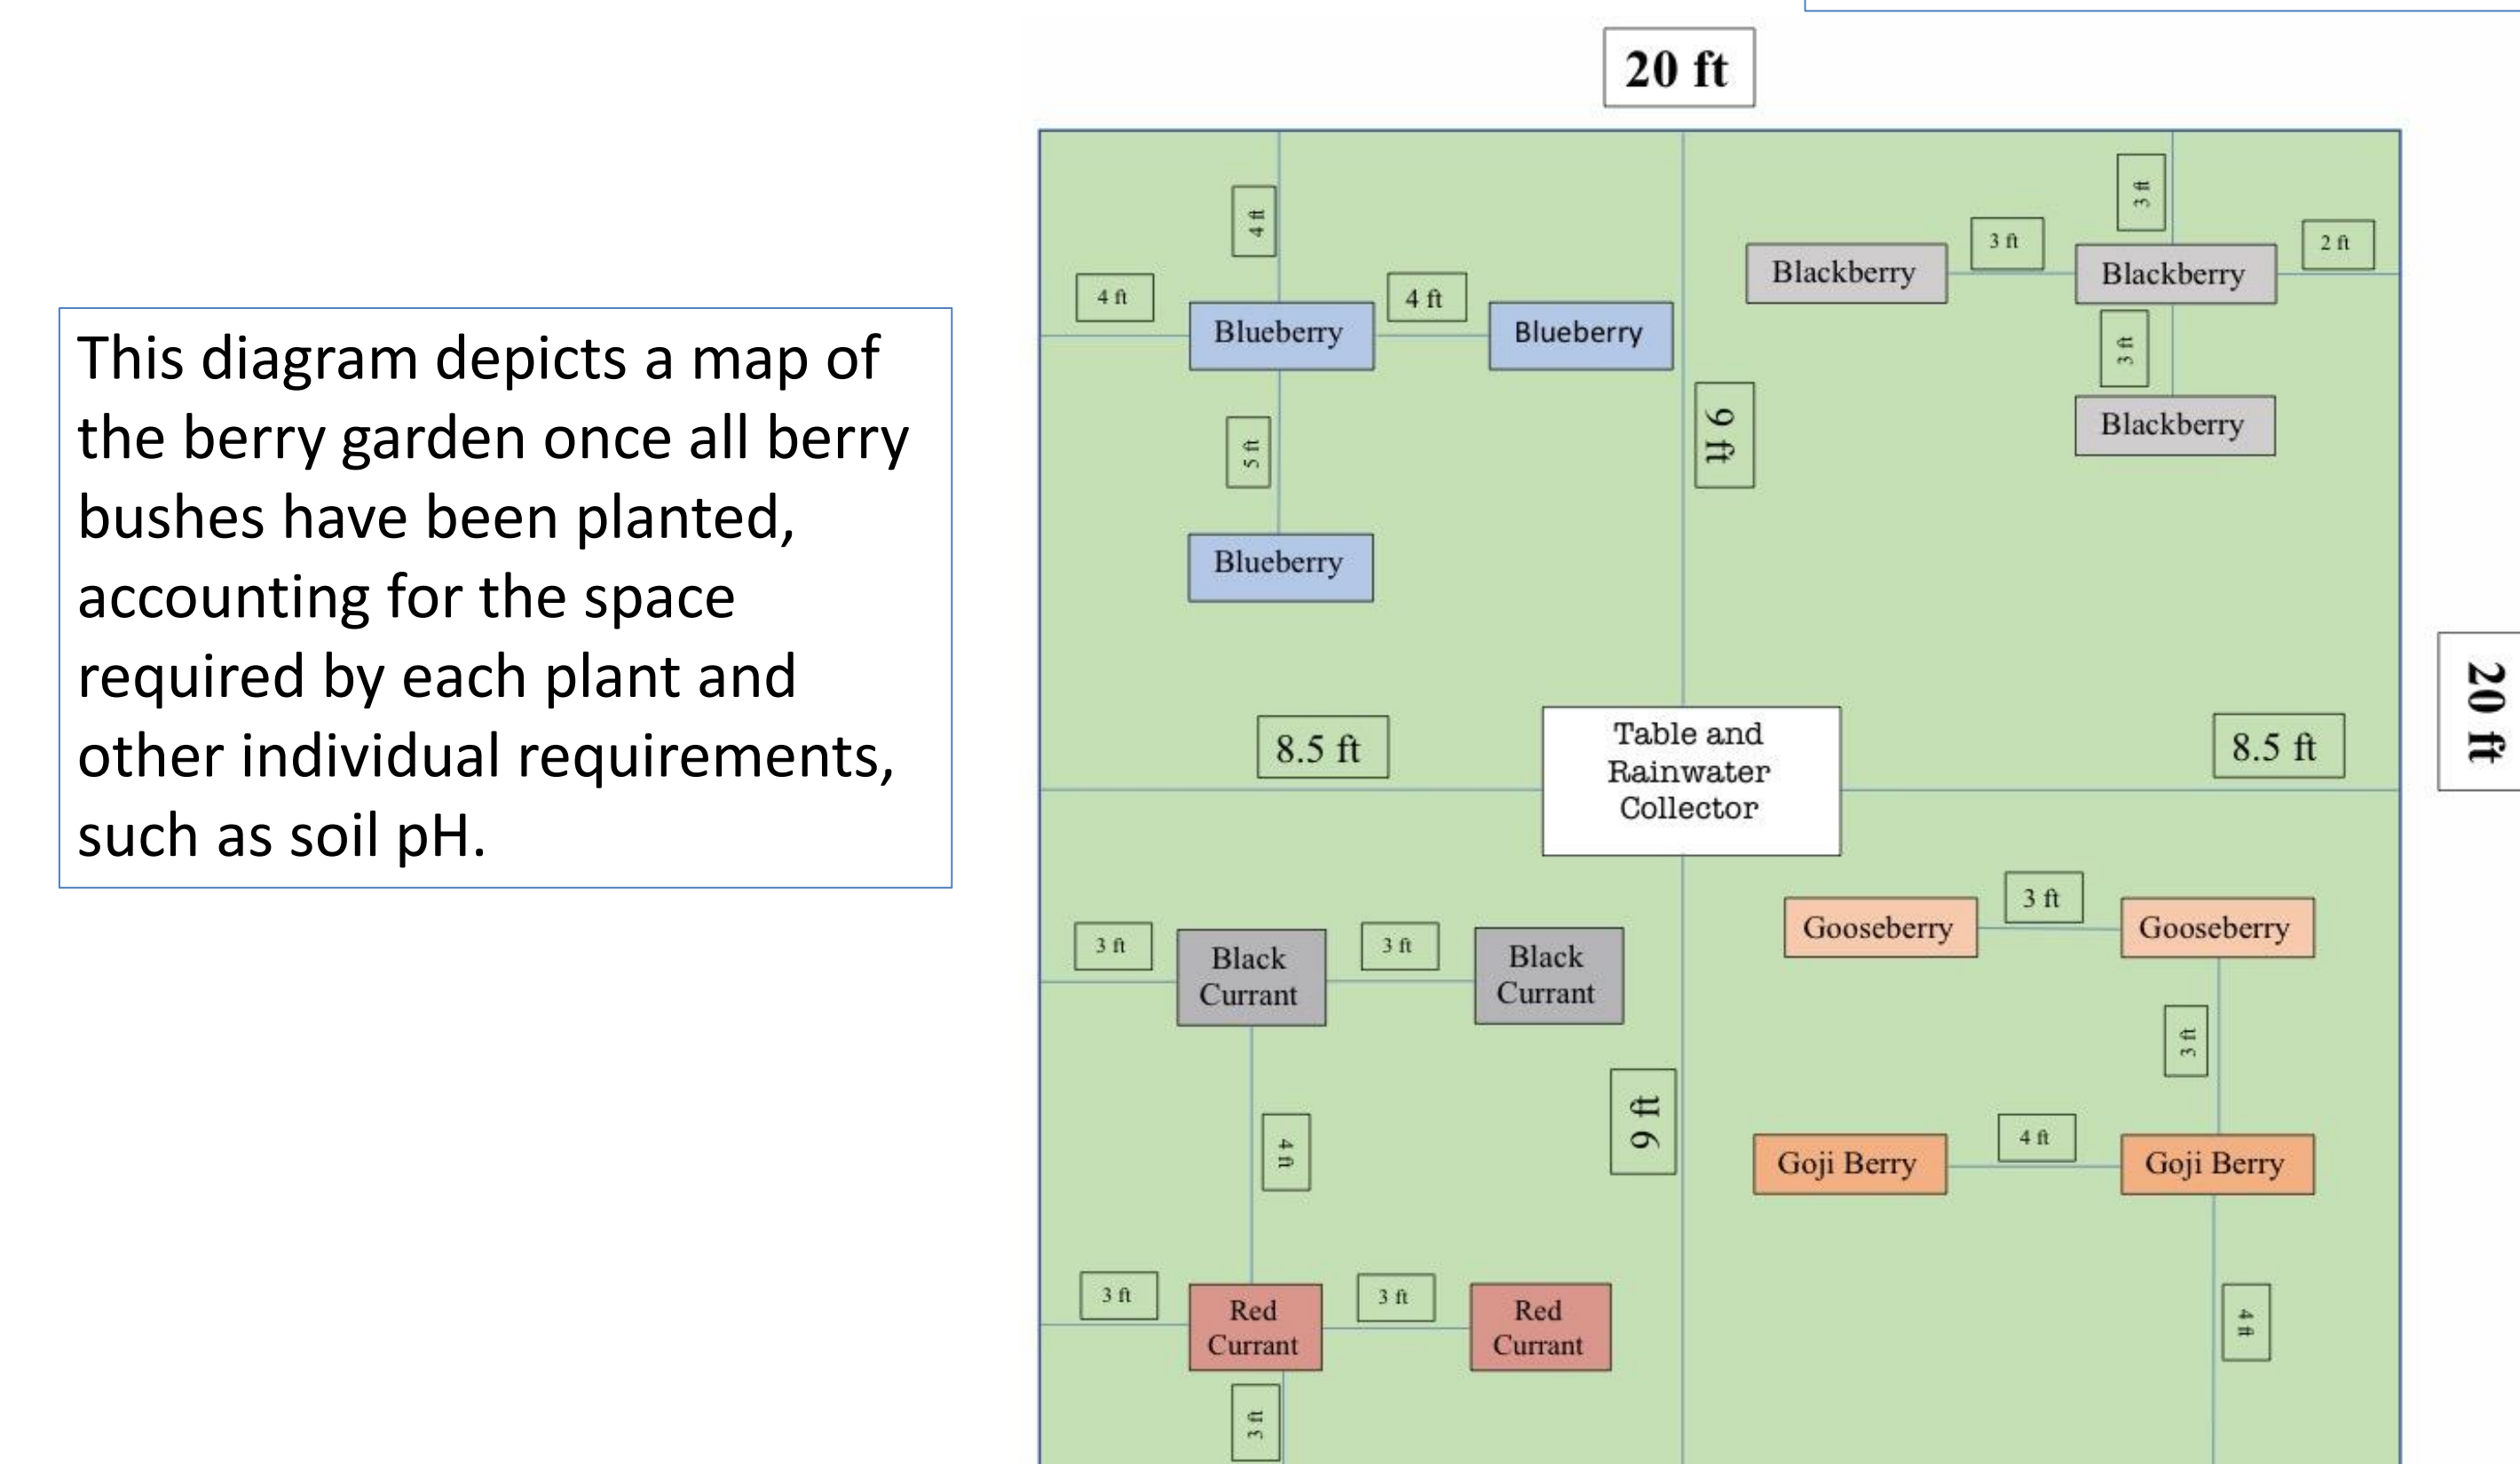 This diagram depicts a map of
the berry garden once all berry
bushes have been planted,
accounting for the space
required by each plant and
other individual requirements,
such as soil pH.
20 ft
4 ft
3 ft
4 ft
4 ft
3 ft
2 ft
Blueberry
Blueberry
Blackberry
Blackberry
3 ft
9 ft
5 ft
Blackberry
Blueberry
20 ft
8.5 ft
Table and
Rainwater
Collector
8.5 ft
3 ft
3 ft
Black
Currant
Black
Currant
3 ft
Gooseberry
Gooseberry
3 ft
9 ft
4 ft
4 ft
Goji Berry
Goji Berry
3 ft
3 ft
Red
Currant
Red
Currant
4 ft
3 ft